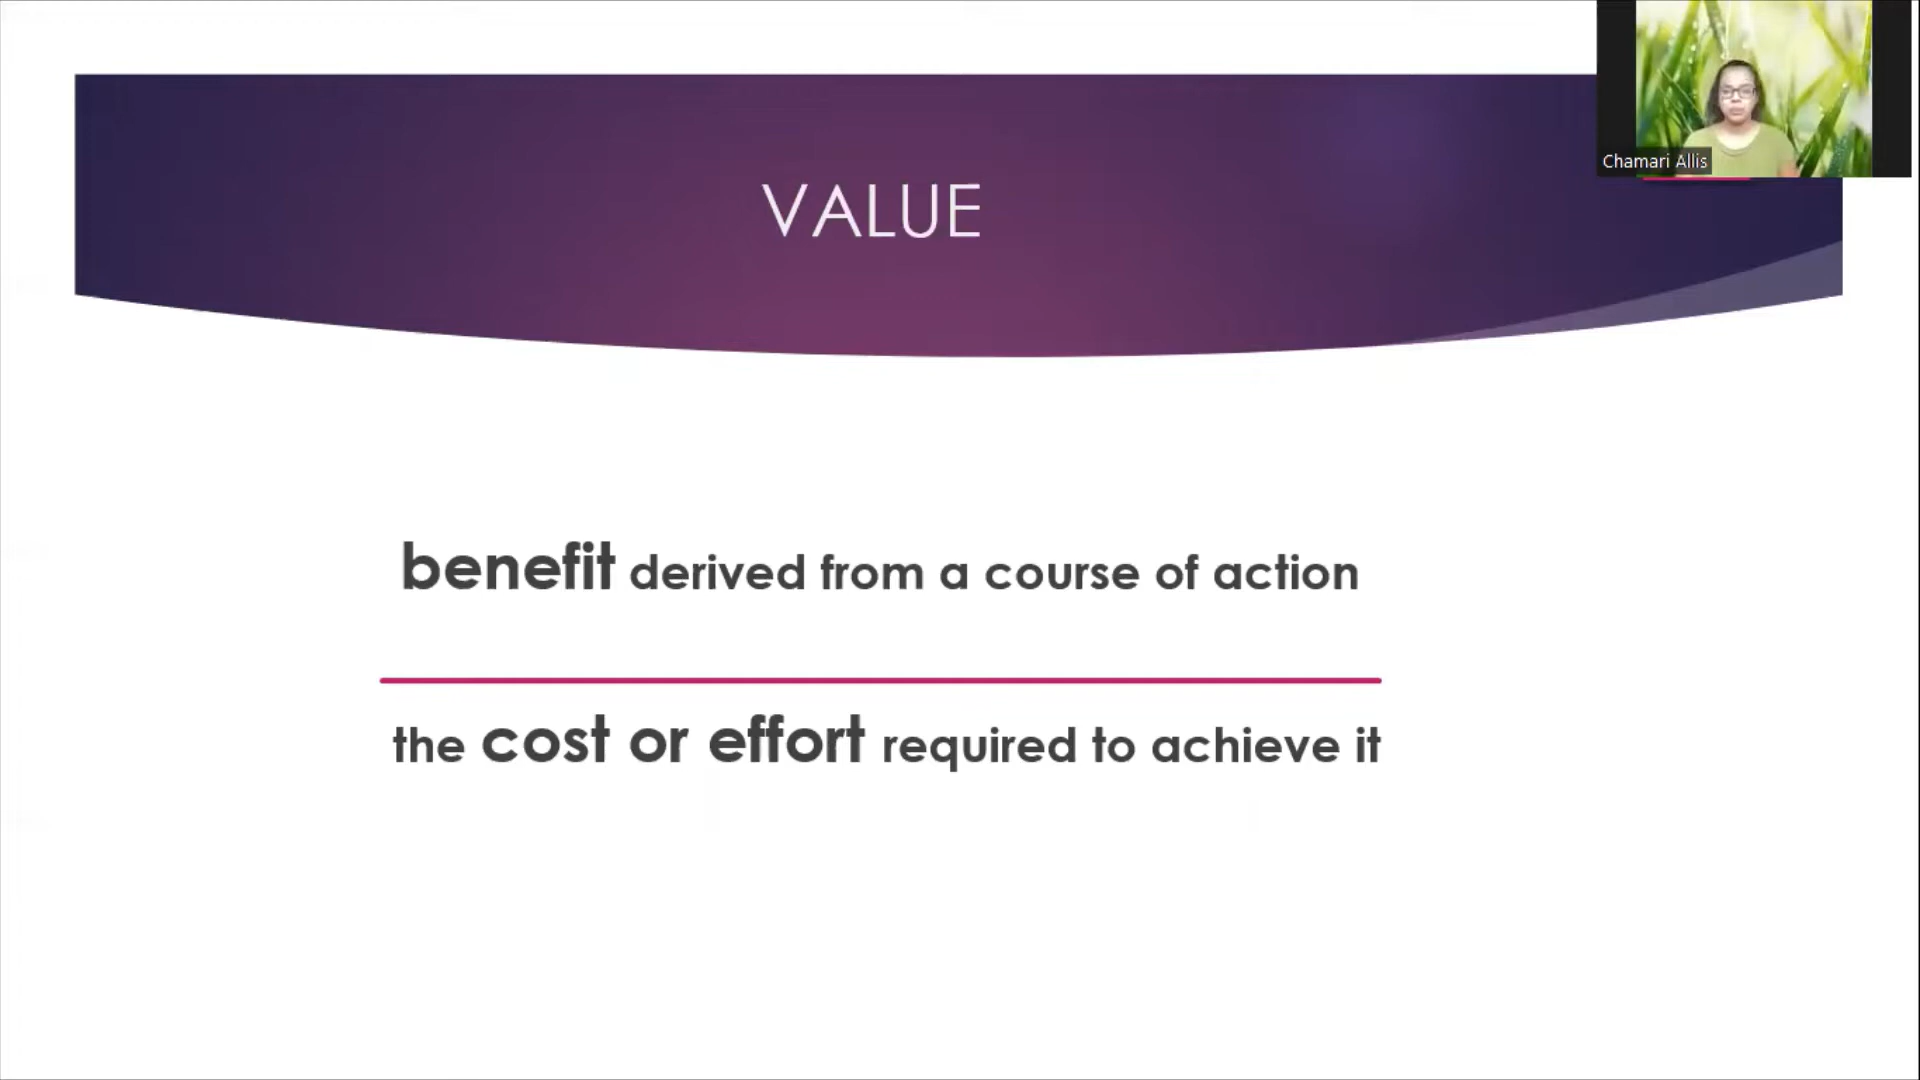 VALUE
Chamari Allis
benefit derived from a course of action
the cost or effort required to achieve it